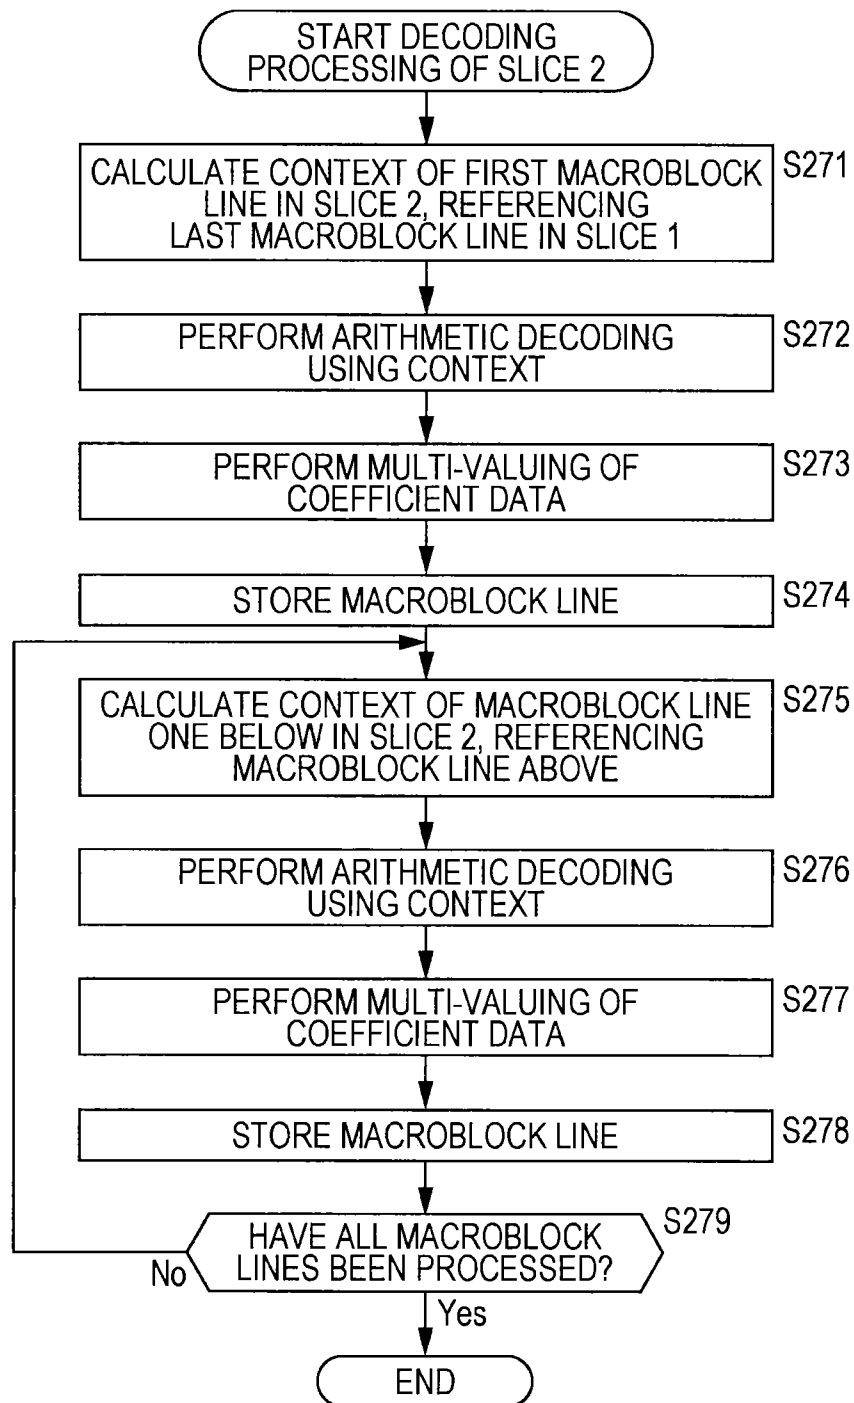 START DECODING
PROCESSING OF SLICE 2
S271
CALCULATE CONTEXT OF FIRST MACROBLOCK
LINE IN SLICE 2, REFERENCING
LAST MACROBLOCK LINE IN SLICE 1
S272
PERFORM ARITHMETIC DECODING
USING CONTEXT
S273
PERFORM MULTI-VALUING OF
COEFFICIENT DATA
S274
STORE MACROBLOCK LINE
S275
CALCULATE CONTEXT OF MACROBLOCK LINE
ONE BELOW IN SLICE 2, REFERENCING
MACROBLOCK LINE ABOVE
S276
PERFORM ARITHMETIC DECODING
USING CONTEXT
S277
PERFORM MULTI-VALUING OF
COEFFICIENT DATA
S278
STORE MACROBLOCK LINE
S279
HAVE ALL MACROBLOCK
LINES BEEN PROCESSED?
No
Yes
END